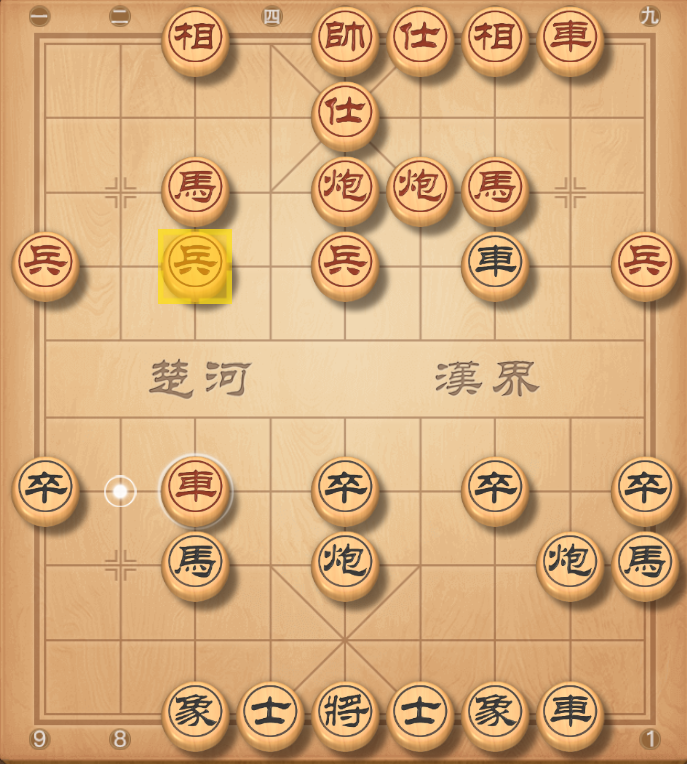 一 二 四 九
相 帥 仕 相 車
仕
馬 炮 炮 馬
兵 兵 兵 車 兵
楚河 漢界
卒 車 卒 卒 卒
馬 炮 炮 馬
象 士 將 士 象 車
9 8 1